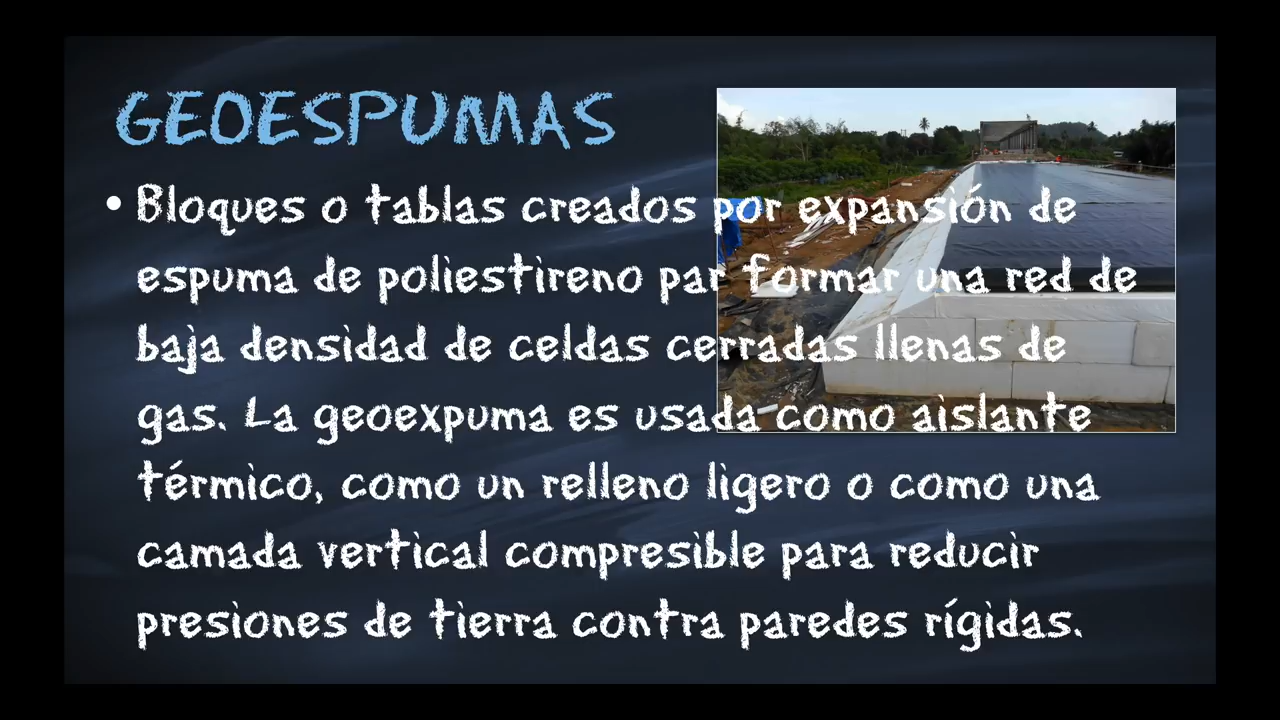 GEOESPUMAS
• Bloques o tablas creados por expansión de
espuma de poliestireno par formar una red de
baja densidad de celdas cerradas llenas de
gas. La geoexpuma es usada como aislante
térmico, como un relleno ligero o como una
camada vertical compresible para reducir
presiones de tierra contra paredes rígidas.